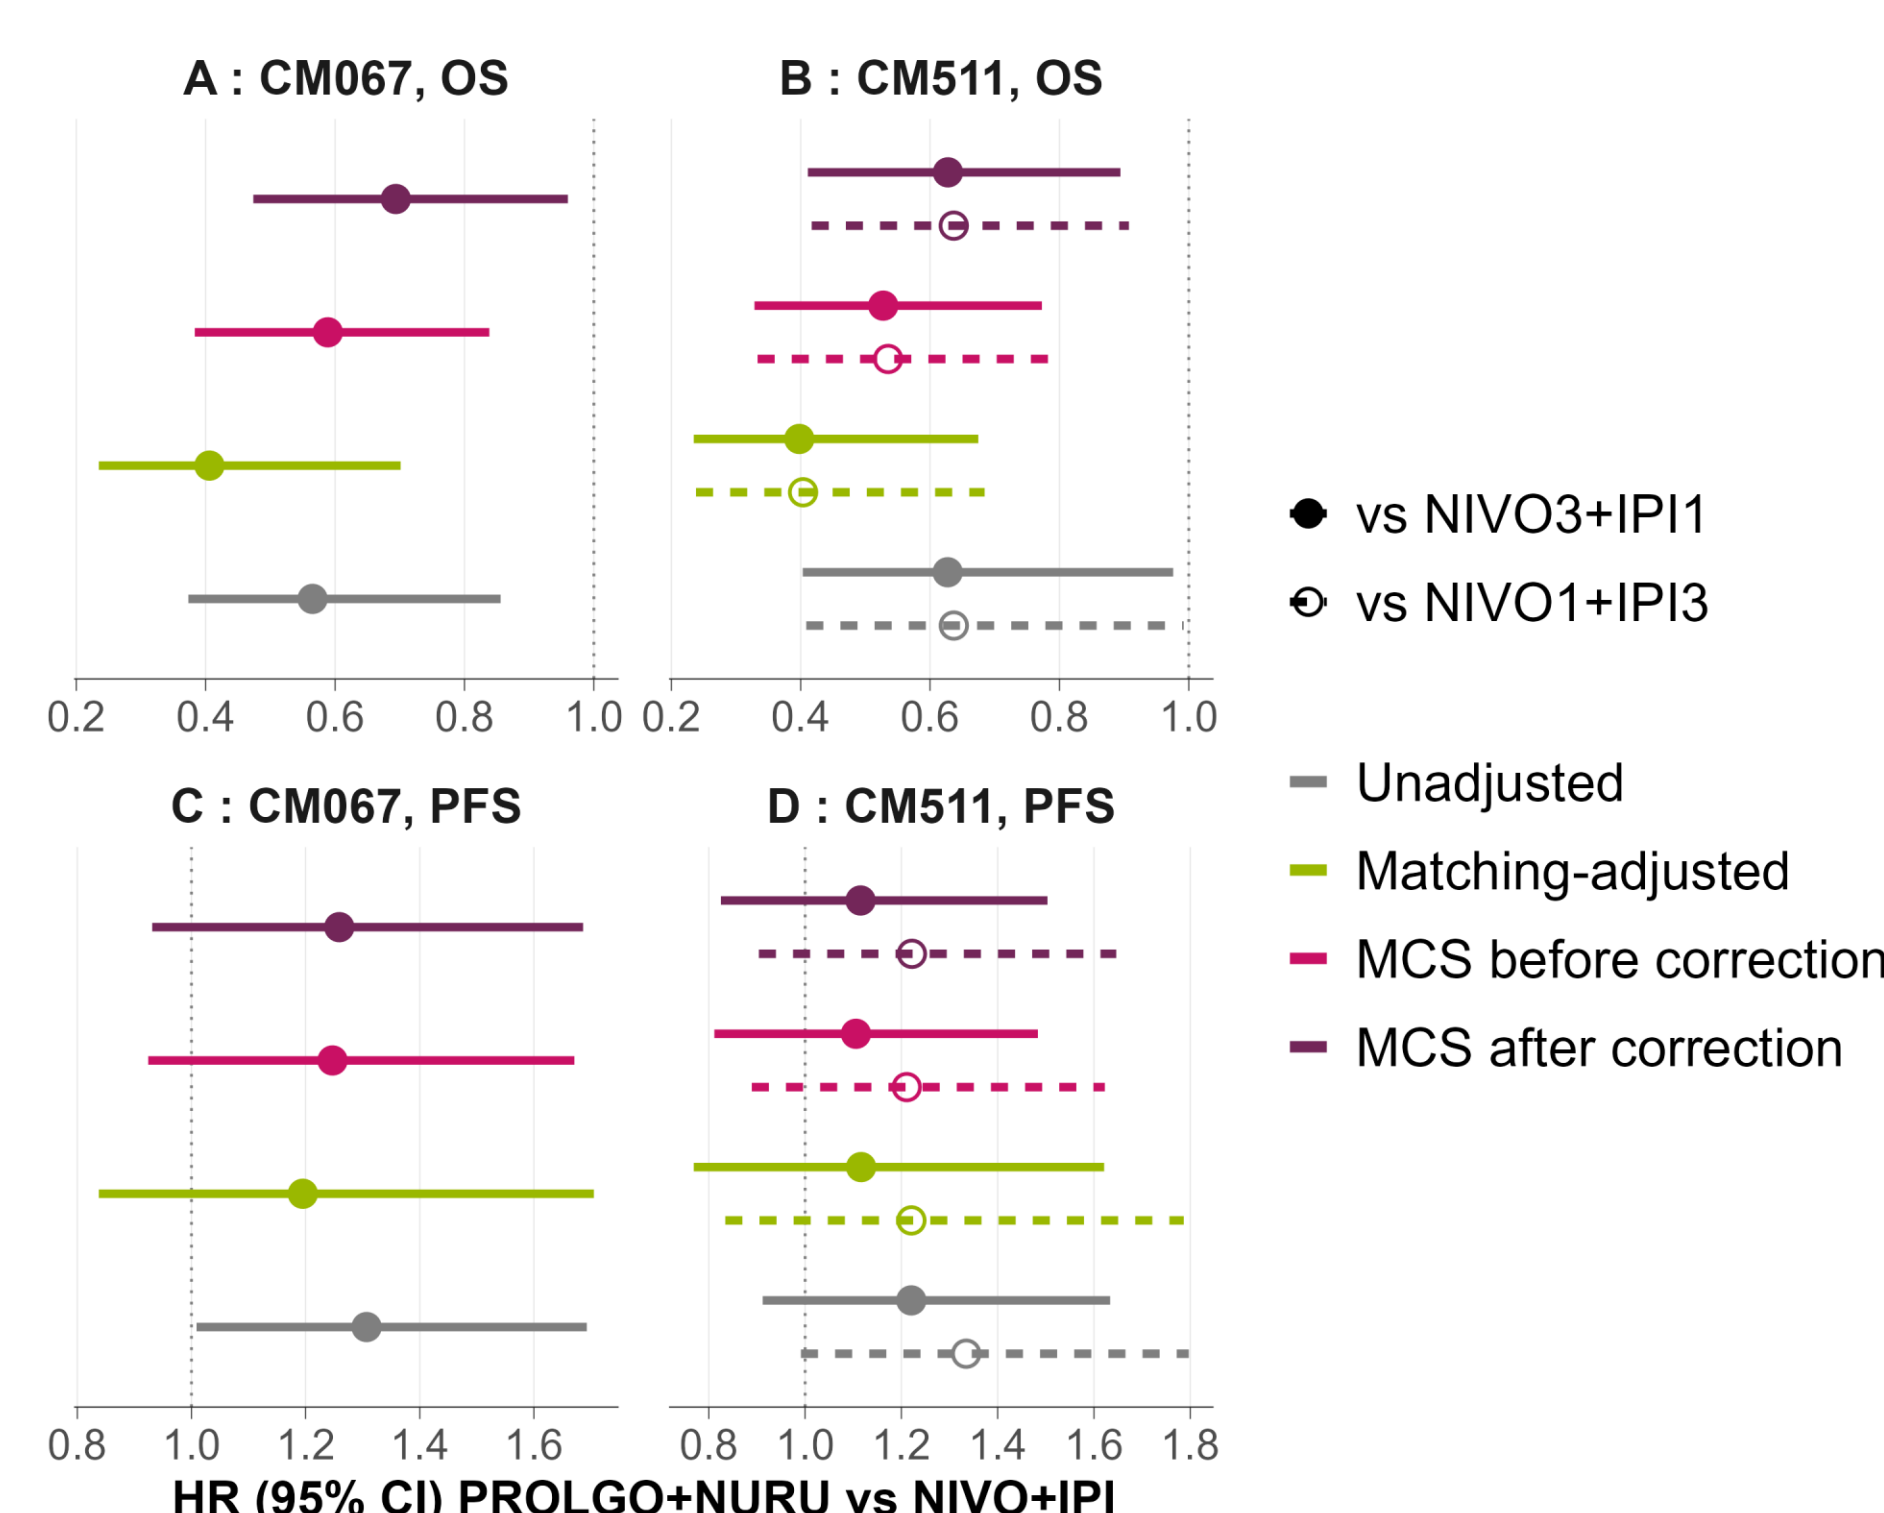 A : CM067, OS
B : CM511, OS
0.2 0.4 0.6 0.8 1.0
0.2 0.4 0.6 0.8 1.0
C : CM067, PFS
D : CM511, PFS
0.8 1.0 1.2 1.4 1.6
0.8 1.0 1.2 1.4 1.6 1.8
HR (95% CI) PROLGO+NURU vs NIVO+IPI
vs NIVO3+IPI1
vs NIVO1+IPI3
Unadjusted
Matching-adjusted
MCS before correction
MCS after correction